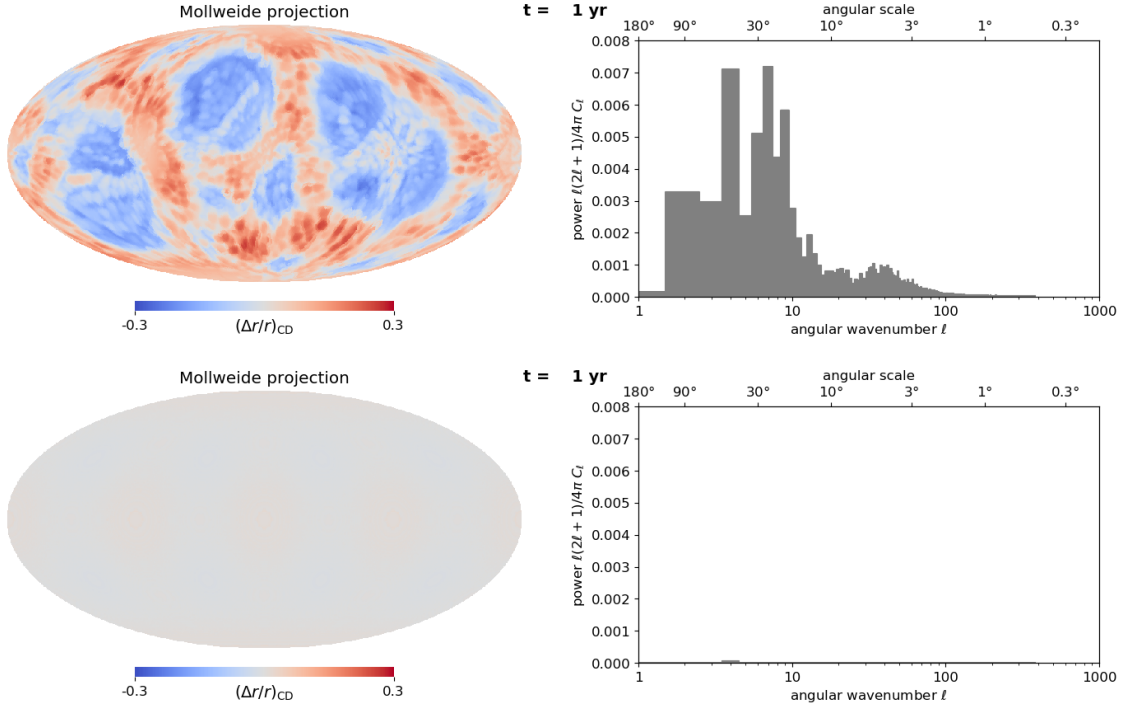 Mollweide projection
t = 1 yr
angular scale
180° 90° 30° 10° 3° 1° 0.3°
0.008
0.007
0.006
0.005
0.004
0.003
0.002
0.001
0.000
power ℓ(2ℓ + 1)/4π Cℓ
1 10 100 1000
angular wavenumber ℓ
-0.3 0.3
(Δr/r)CD
Mollweide projection
t = 1 yr
angular scale
180° 90° 30° 10° 3° 1° 0.3°
0.008
0.007
0.006
0.005
0.004
0.003
0.002
0.001
0.000
power ℓ(2ℓ + 1)/4π Cℓ
1 10 100 1000
angular wavenumber ℓ
-0.3 0.3
(Δr/r)CD